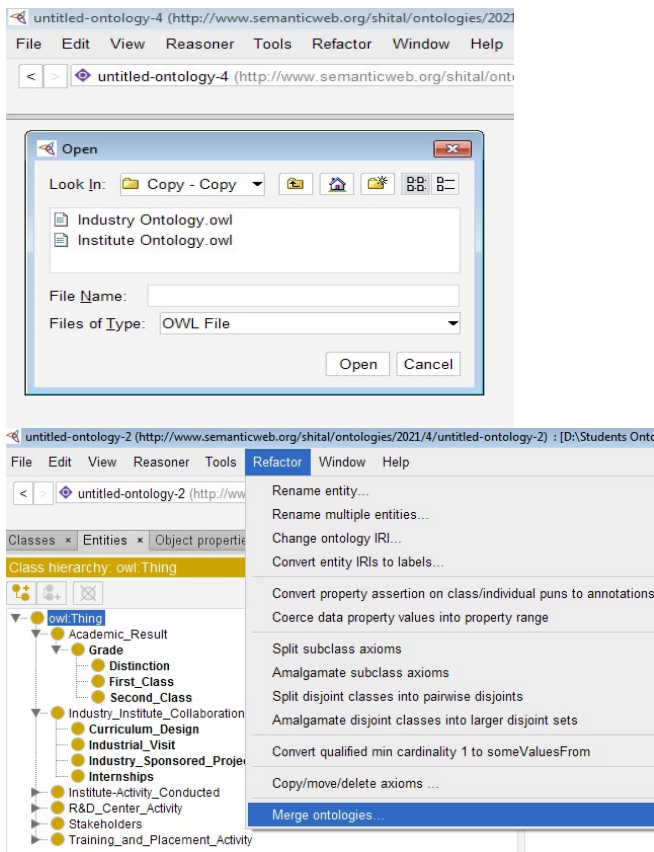 untitled-ontology-4 (http://www.semanticweb.org/shital/ontologies/2021
File Edit View Reasoner Tools Refactor Window Help
< > untitled-ontology-4 (http://www.semanticweb.org/shital/ont
Open
Look In: Copy - Copy
Industry Ontology.owl
Institute Ontology.owl
File Name:
Files of Type: OWL File
Open Cancel
untitled-ontology-2 (http://www.semanticweb.org/shital/ontologies/2021/4/untitled-ontology-2) : [D:\Students Onto
File Edit View Reasoner Tools Refactor Window Help
< > untitled-ontology-2 (http://ww
Classes × Entities × Object propertie
Class hierarchy: owl:Thing
owl:Thing
Academic_Result
Grade
Distinction
First_Class
Second_Class
Industry_Institute_Collaboration
Curriculum_Design
Industrial_Visit
Industry_Sponsored_Proje
Internships
Institute-Activity_Conducted
R&D_Center_Activity
Stakeholders
Training_and_Placement_Activity
Rename entity...
Rename multiple entities...
Change ontology IRI...
Convert entity IRIs to labels...
Convert property assertion on class/individual puns to annotations
Coerce data property values into property range
Split subclass axioms
Amalgamate subclass axioms
Split disjoint classes into pairwise disjoints
Amalgamate disjoint classes into larger disjoint sets
Convert qualified min cardinality 1 to someValuesFrom
Copy/move/delete axioms ...
Merge ontologies...